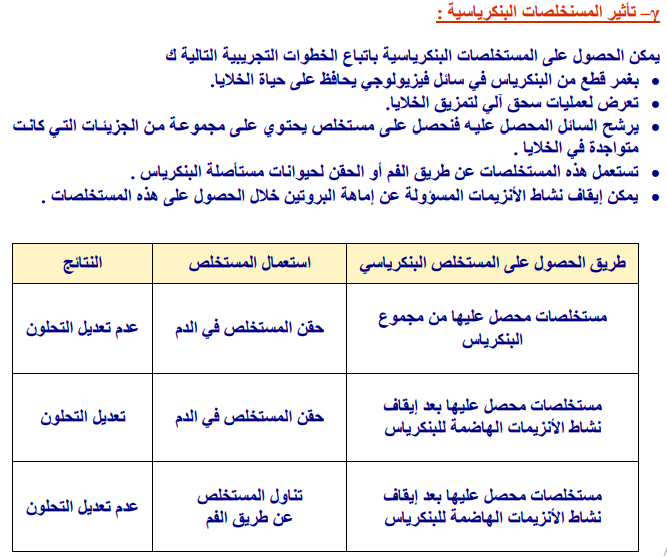 γ– تأثير المستخلصات البنكرياسية :
يمكن الحصول على المستخلصات البنكرياسية باتباع الخطوات التجريبية التالية ك
• بغمر قطع من البنكرياس في سائل فيزيولوجي يحافظ على حياة الخلايا.
• تعرض لعمليات سحق آلي لتمزيق الخلايا.
• يرشح السائل المحصل عليه فنحصل على مستخلص يحتوي على مجموعة من الجزيئات التي كانت
متواجدة في الخلايا .
• تستعمل هذه المستخلصات عن طريق الفم أو الحقن لحيوانات مستأصلة البنكرياس .
• يمكن إيقاف نشاط الأنزيمات المسؤولة عن إماهة البروتين خلال الحصول على هذه المستخلصات .
طريق الحصول على المستخلص البنكرياسي استعمال المستخلص النتائج
مستخلصات محصل عليها من مجموع
البنكرياس
حقن المستخلص في الدم
عدم تعديل التحلون
مستخلصات محصل عليها بعد إيقاف
نشاط الأنزيمات الهاضمة للبنكرياس
حقن المستخلص في الدم
تعديل التحلون
مستخلصات محصل عليها بعد إيقاف
نشاط الأنزيمات الهاضمة للبنكرياس
تناول المستخلص
عن طريق الفم
عدم تعديل التحلون